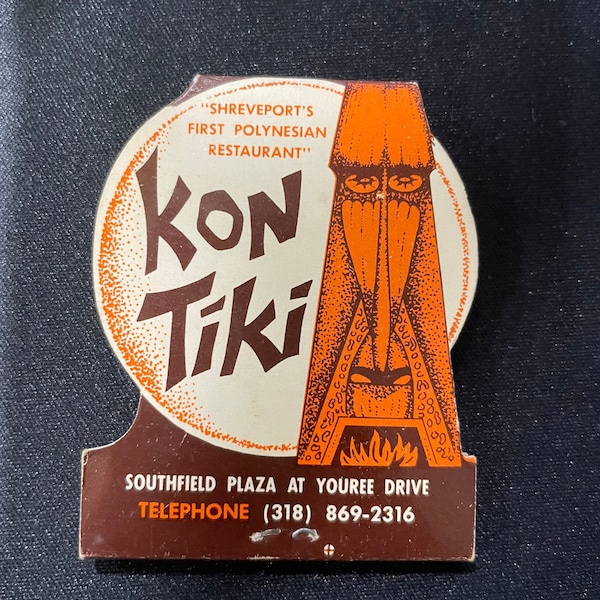 "SHREVEPORT'S
FIRST POLYNESIAN
RESTAURANT"
KON
TiKi
SOUTHFIELD PLAZA AT YOUREE DRIVE
TELEPHONE (318) 869-2316